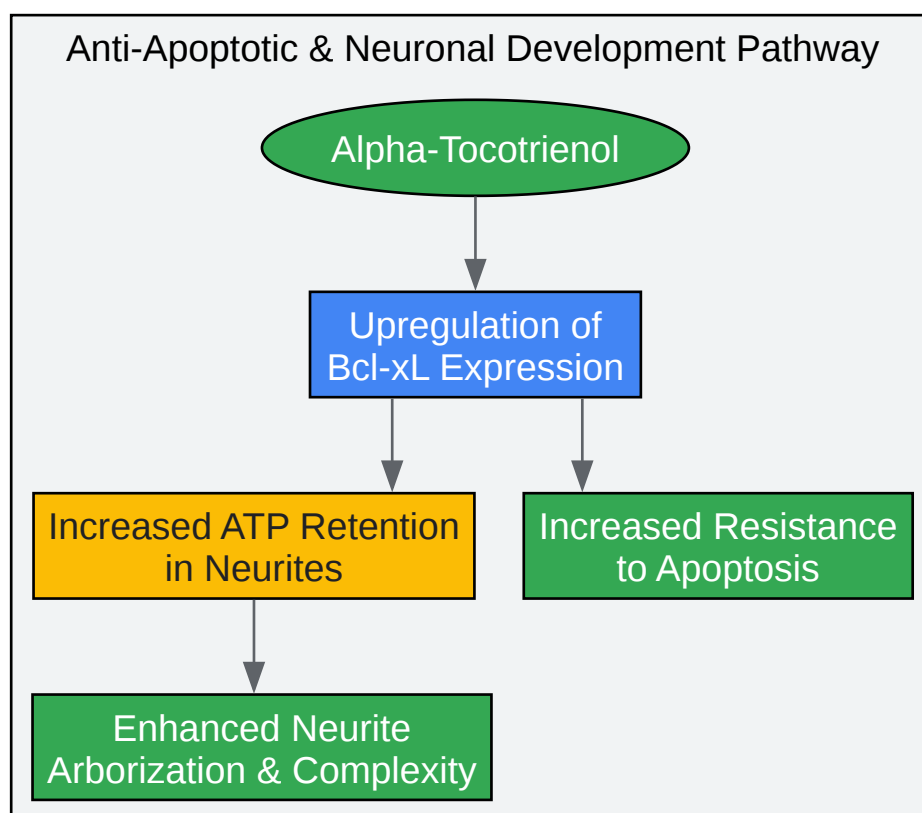 Anti-Apoptotic & Neuronal Development Pathway
Alpha-Tocotrienol
Upregulation of
Bcl-xL Expression
Increased ATP Retention
in Neurites
Increased Resistance
to Apoptosis
Enhanced Neurite
Arborization & Complexity